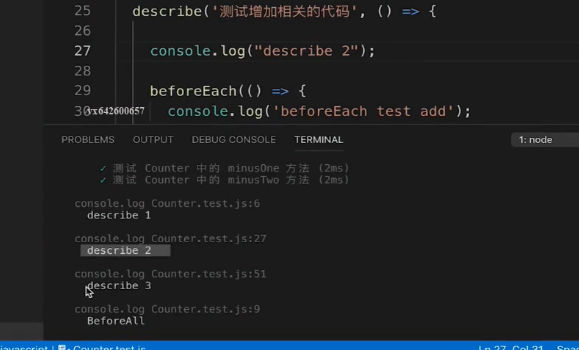 25 describe('测试增加相关的代码', () => {
26
27 console.log("describe 2");
28
29 beforeEach(() => {
30 console.log('beforeEach test add');
x642600657
PROBLEMS OUTPUT DEBUG CONSOLE TERMINAL 1: node
✓ 测试 Counter 中的 minusOne 方法 (2ms)
✓ 测试 Counter 中的 minusTwo 方法 (2ms)
console.log Counter.test.js:6
describe 1
console.log Counter.test.js:27
describe 2
console.log Counter.test.js:51
describe 3
console.log Counter.test.js:9
BeforeAll
javascript Counter.test.js Ln 27, Col 31